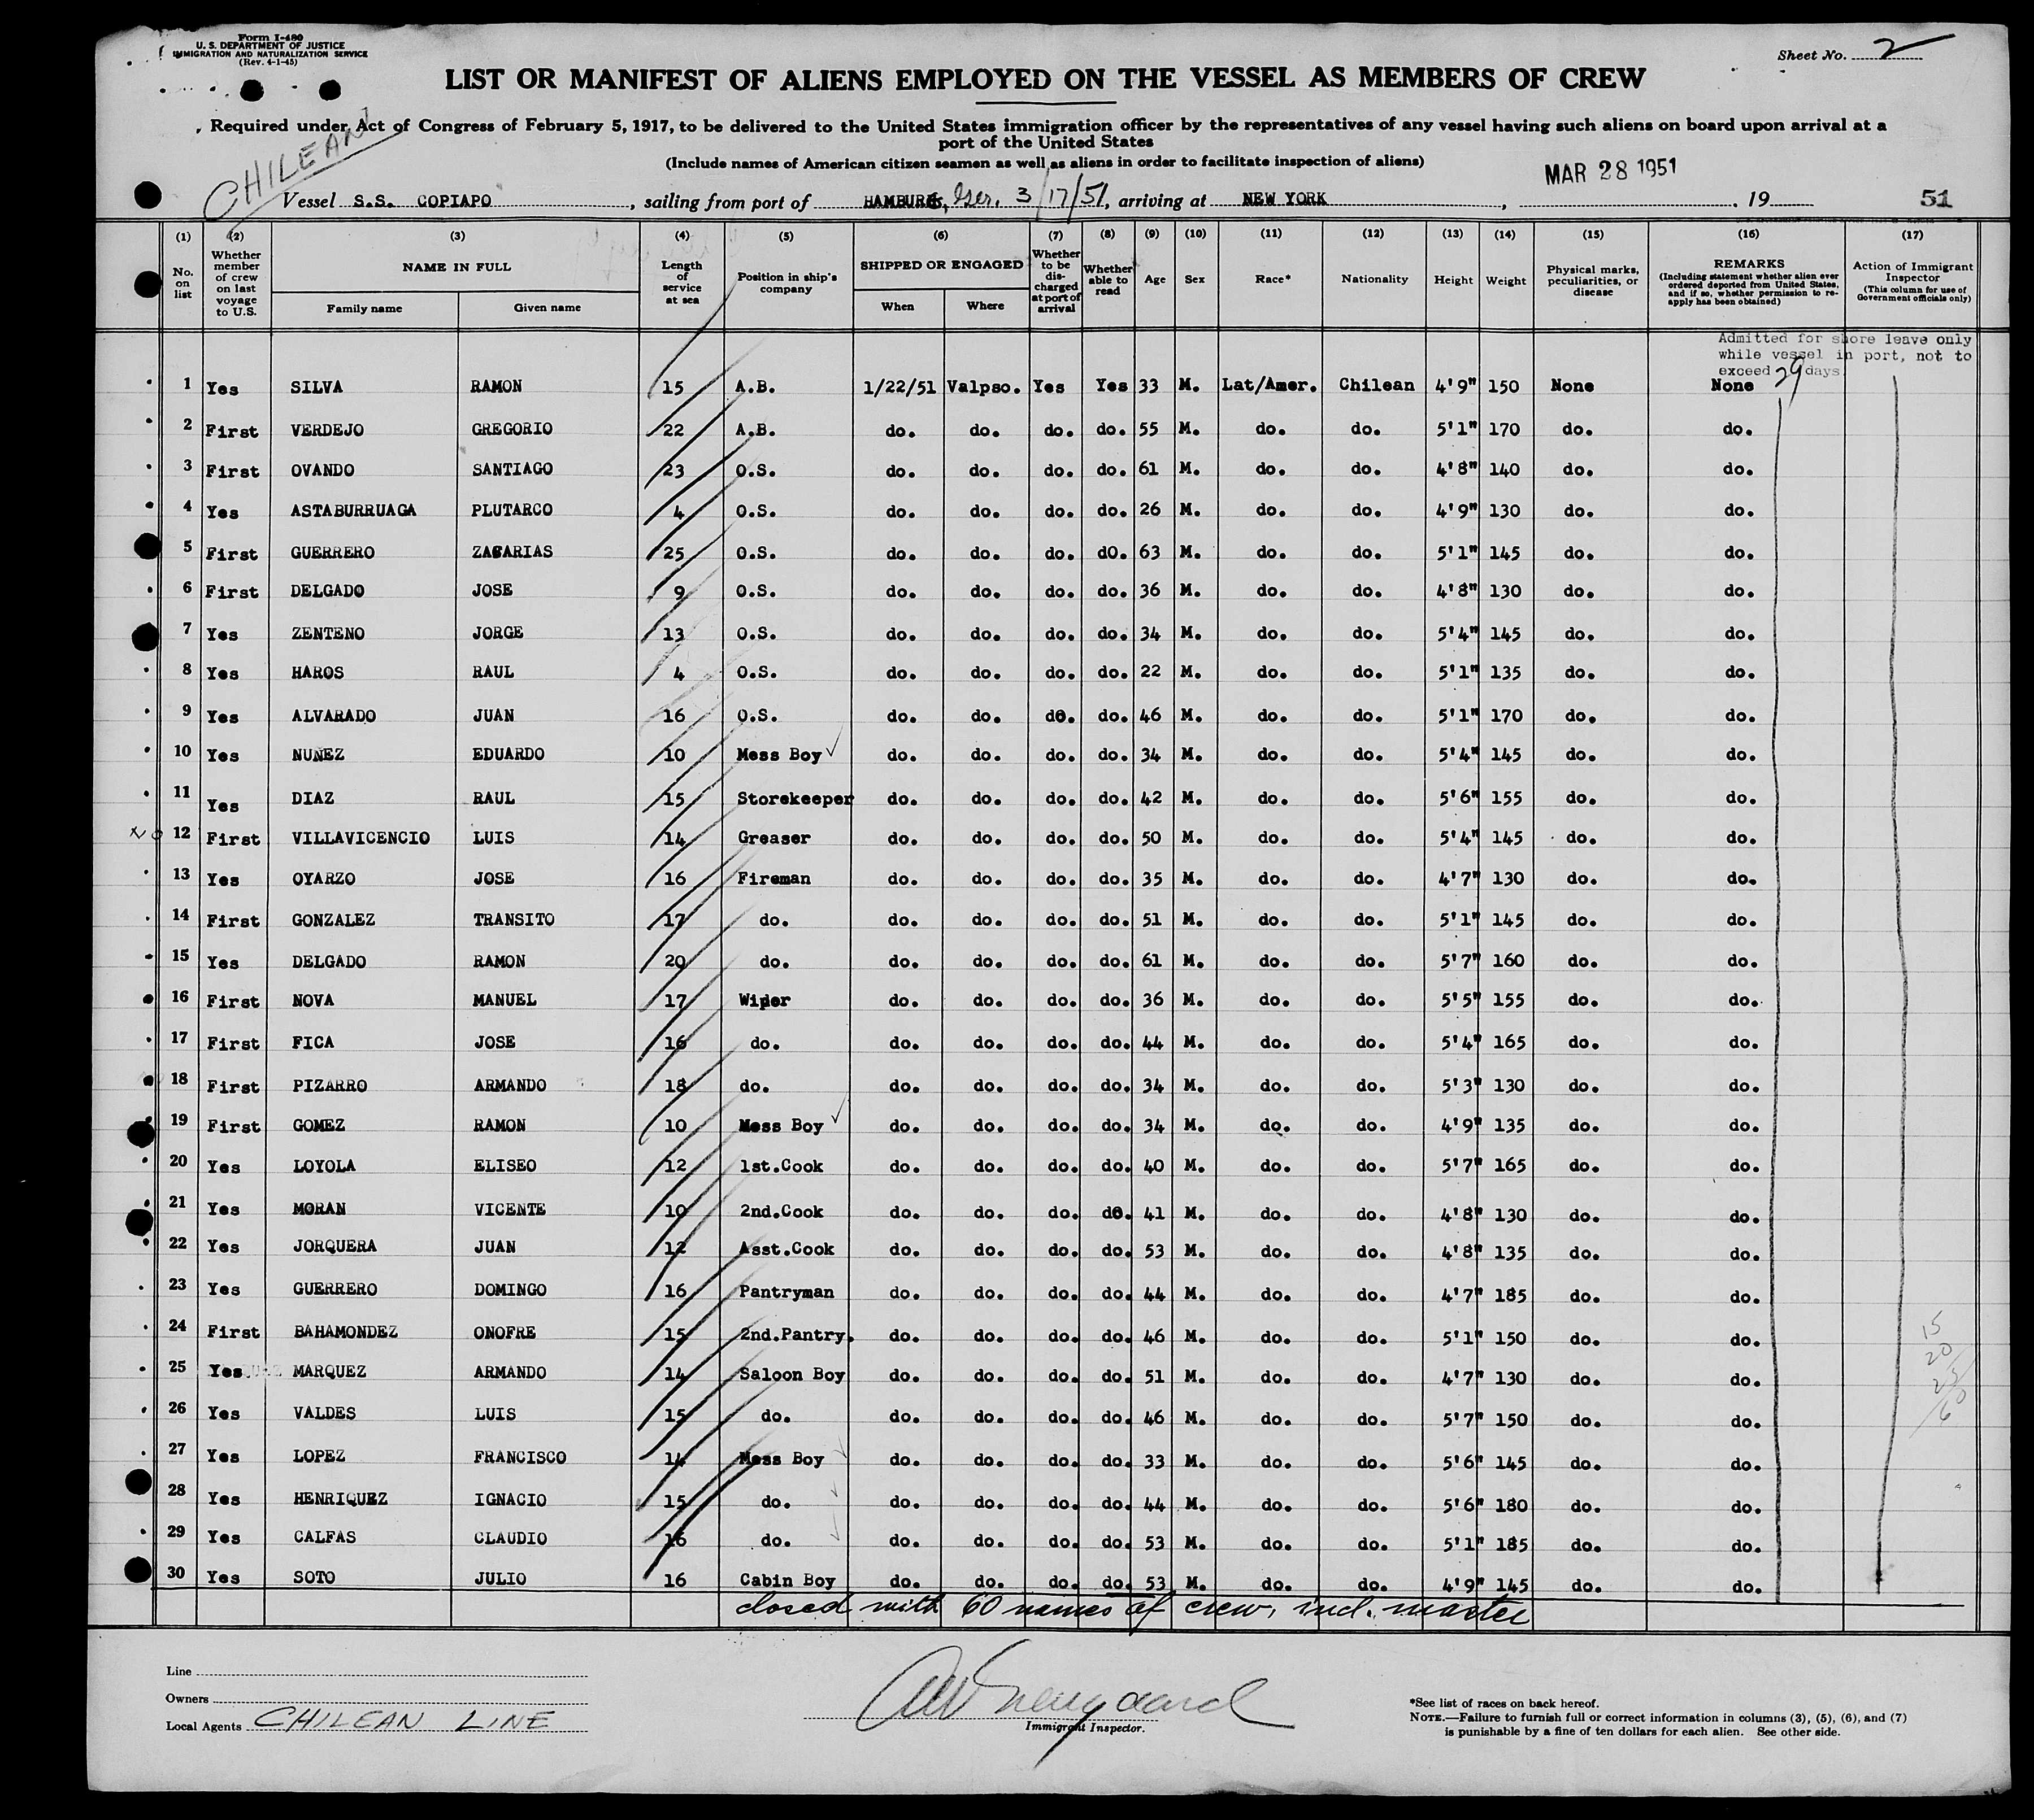 Form I-480
U. S. DEPARTMENT OF JUSTICE
IMMIGRATION AND NATURALIZATION SERVICE
(Rev. 4-1-45)
Sheet No. 2
LIST OR MANIFEST OF ALIENS EMPLOYED ON THE VESSEL AS MEMBERS OF CREW
Required under Act of Congress of February 5, 1917, to be delivered to the United States immigration officer by the representatives of any vessel having such aliens on board upon arrival at a
port of the United States
(Include names of American citizen seamen as well as aliens in order to facilitate inspection of aliens)
CHILEAN
MAR 28 1951
Vessel S.S. COPIAPO, sailing from port of HAMBURG, Ger. 3/17/51, arriving at NEW YORK, 19 51
(1) (2) (3) (4) (5) (6) (7) (8) (9) (10) (11) (12) (13) (14) (15) (16) (17)
No. on list
Whether member of crew on last voyage to U.S.
NAME IN FULL
Family name Given name
Length of service at sea
Position in ship's company
SHIPPED OR ENGAGED
When Where
Whether to be discharged at port of arrival
Whether able to read
Age Sex Race* Nationality Height Weight
Physical marks, peculiarities, or disease
REMARKS
(Including statement whether alien ever ordered deported from United States, and if so, whether permission to reapply has been obtained)
Action of Immigrant Inspector
(This column for use of Government officials only)
Admitted for shore leave only
while vessel in port, not to
exceed 29 days.
1 Yes SILVA RAMON 15 A.B. 1/22/51 Valpso. Yes Yes 33 M. Lat/Amer. Chilean 4'9" 150 None None
2 First VERDEJO GREGORIO 22 A.B. do. do. do. do. 55 M. do. do. 5'1" 170 do. do.
3 First OVANDO SANTIAGO 23 O.S. do. do. do. do. 61 M. do. do. 4'8" 140 do. do.
4 Yes ASTABURRUAGA PLUTARCO 4 O.S. do. do. do. do. 26 M. do. do. 4'9" 130 do. do.
5 First GUERRERO ZACARIAS 25 O.S. do. do. do. dO. 63 M. do. do. 5'1" 145 do. do.
6 First DELGADO JOSE 9 O.S. do. do. do. do. 36 M. do. do. 4'8" 130 do. do.
7 Yes ZENTENO JORGE 13 O.S. do. do. do. do. 34 M. do. do. 5'4" 145 do. do.
8 Yes HAROS RAUL 4 O.S. do. do. do. do. 22 M. do. do. 5'1" 135 do. do.
9 Yes ALVARADO JUAN 16 O.S. do. do. do. do. 46 M. do. do. 5'1" 170 do. do.
10 Yes NUÑEZ EDUARDO 10 Mess Boy do. do. do. do. 34 M. do. do. 5'4" 145 do. do.
11 Yes DIAZ RAUL 15 Storekeeper do. do. do. do. 42 M. do. do. 5'6" 155 do. do.
12 First VILLAVICENCIO LUIS 14 Greaser do. do. do. do. 50 M. do. do. 5'4" 145 do. do.
13 Yes OYARZO JOSE 16 Fireman do. do. do. do. 35 M. do. do. 4'7" 130 do. do.
14 First GONZALEZ TRANSITO 17 do. do. do. do. do. 51 M. do. do. 5'1" 145 do. do.
15 Yes DELGADO RAMON 20 do. do. do. do. do. 61 M. do. do. 5'7" 160 do. do.
16 First NOVA MANUEL 17 Wiper do. do. do. do. 36 M. do. do. 5'5" 155 do. do.
17 First FICA JOSE 16 do. do. do. do. do. 44 M. do. do. 5'4" 165 do. do.
18 First PIZARRO ARMANDO 18 do. do. do. do. do. 34 M. do. do. 5'3" 130 do. do.
19 First GOMEZ RAMON 10 Mess Boy do. do. do. do. 34 M. do. do. 4'9" 135 do. do.
20 Yes LOYOLA ELISEO 12 1st.Cook do. do. do. do. 40 M. do. do. 5'7" 165 do. do.
21 Yes MORAN VICENTE 10 2nd.Cook do. do. do. do. 41 M. do. do. 4'8" 130 do. do.
22 Yes JORQUERA JUAN 12 Asst.Cook do. do. do. do. 53 M. do. do. 4'8" 135 do. do.
23 Yes GUERRERO DOMINGO 16 Pantryman do. do. do. do. 44 M. do. do. 4'7" 185 do. do.
24 First BAHAMONDEZ ONOFRE 15 2nd.Pantry. do. do. do. do. 46 M. do. do. 5'1" 150 do. do.
25 Yes MARQUEZ ARMANDO 14 Saloon Boy do. do. do. do. 51 M. do. do. 4'7" 130 do. do.
26 Yes VALDES LUIS 15 do. do. do. do. do. 46 M. do. do. 5'7" 150 do. do.
27 Yes LOPEZ FRANCISCO 14 Mess Boy do. do. do. do. 33 M. do. do. 5'6" 145 do. do.
28 Yes HENRIQUEZ IGNACIO 15 do. do. do. do. do. 44 M. do. do. 5'6" 180 do. do.
29 Yes CALFAS CLAUDIO 16 do. do. do. do. do. 53 M. do. do. 5'1" 185 do. do.
30 Yes SOTO JULIO 16 Cabin Boy do. do. do. do. 53 M. do. do. 4'9" 145 do. do.
15
20
25
60
closed with 60 names of crew, incl. master
Line
Owners
Local Agents CHILEAN LINE
Immigrant Inspector.
*See list of races on back hereof.
NOTE.—Failure to furnish full or correct information in columns (3), (5), (6), and (7)
is punishable by a fine of ten dollars for each alien. See other side.